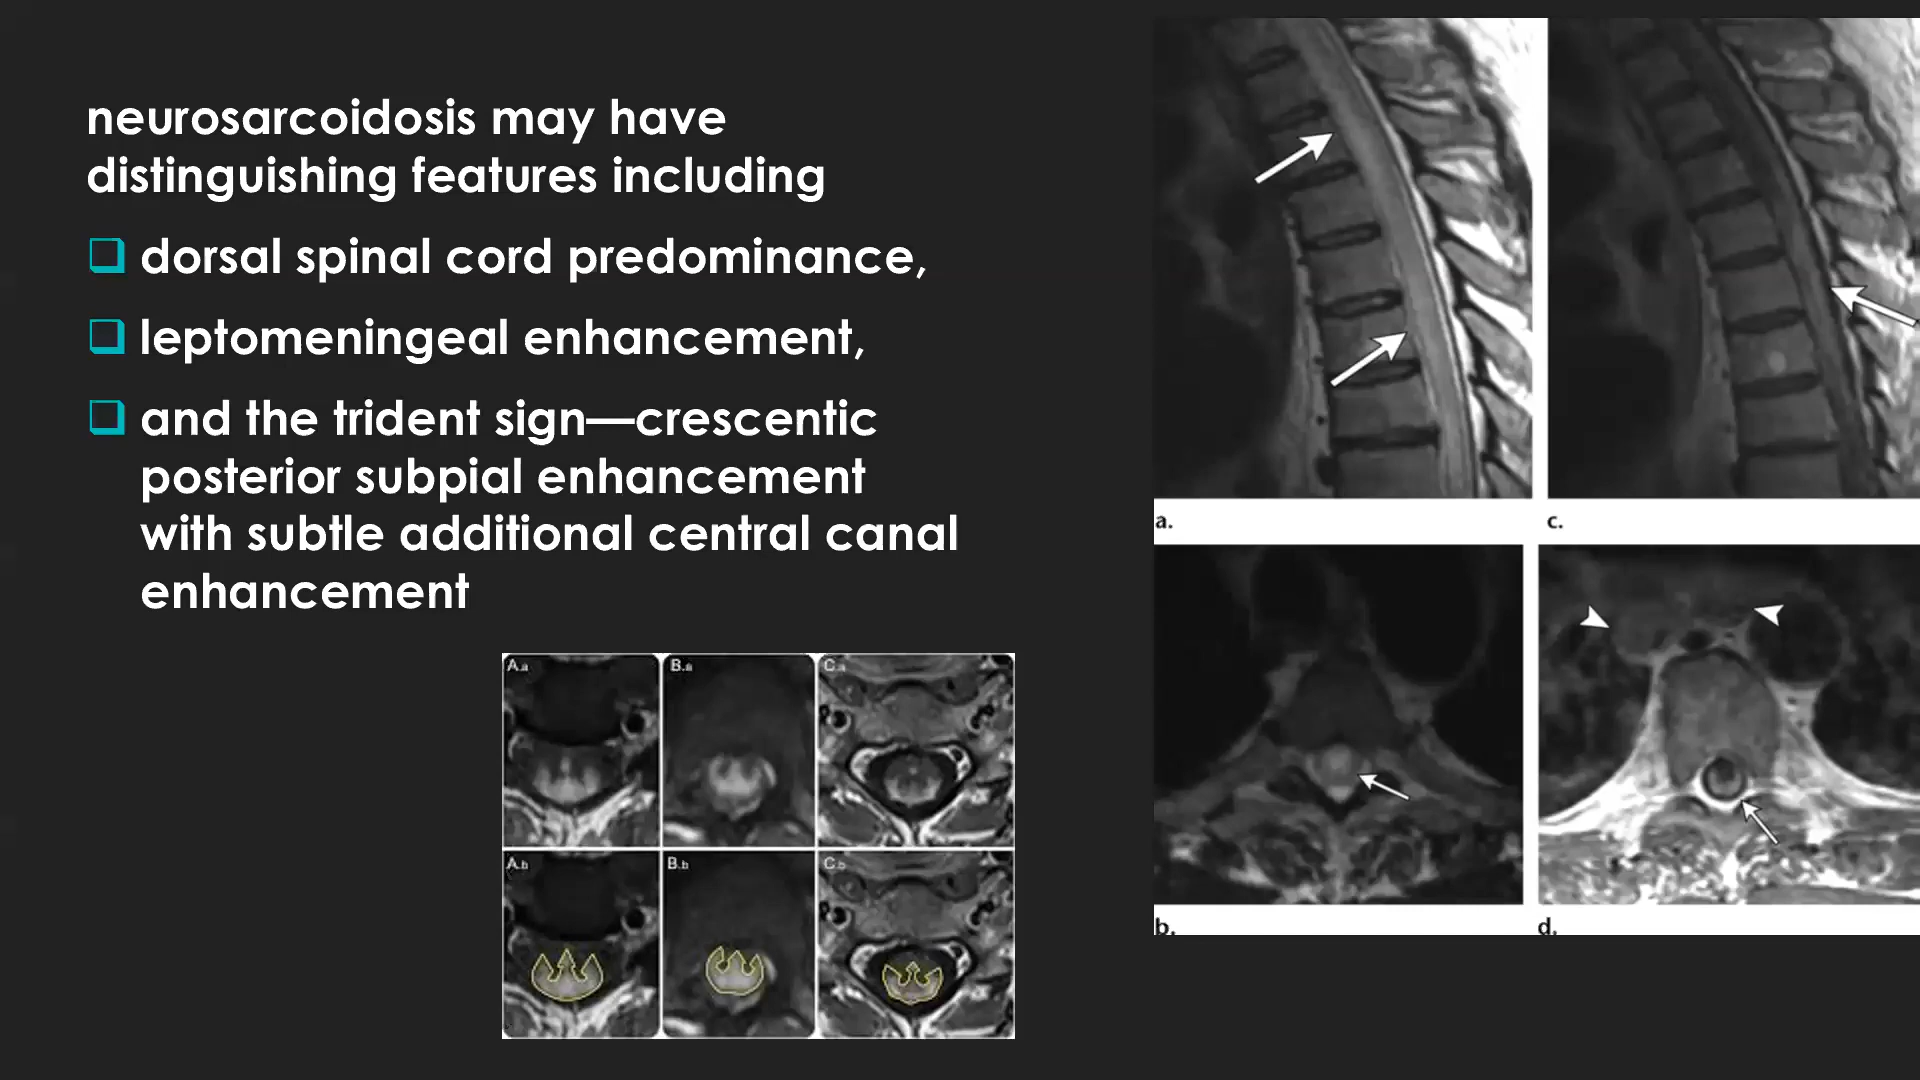 neurosarcoidosis may have
distinguishing features including
dorsal spinal cord predominance,
leptomeningeal enhancement,
and the trident sign—crescentic
posterior subpial enhancement
with subtle additional central canal
enhancement
A.a
B.a
C.a
A.b
B.b
C.b
a.
c.
b.
d.